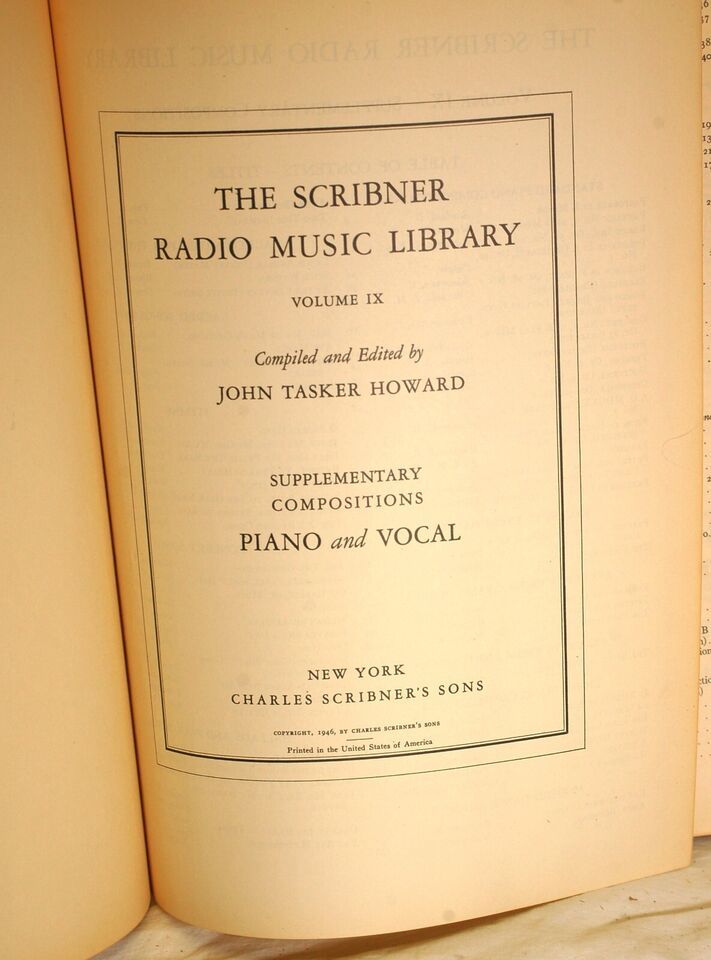 THE SCRIBNER
RADIO MUSIC LIBRARY
VOLUME IX
Compiled and Edited by
JOHN TASKER HOWARD
SUPPLEMENTARY
COMPOSITIONS
PIANO and VOCAL
NEW YORK
CHARLES SCRIBNER'S SONS
COPYRIGHT, 1946, BY CHARLES SCRIBNER'S SONS
Printed in the United States of America